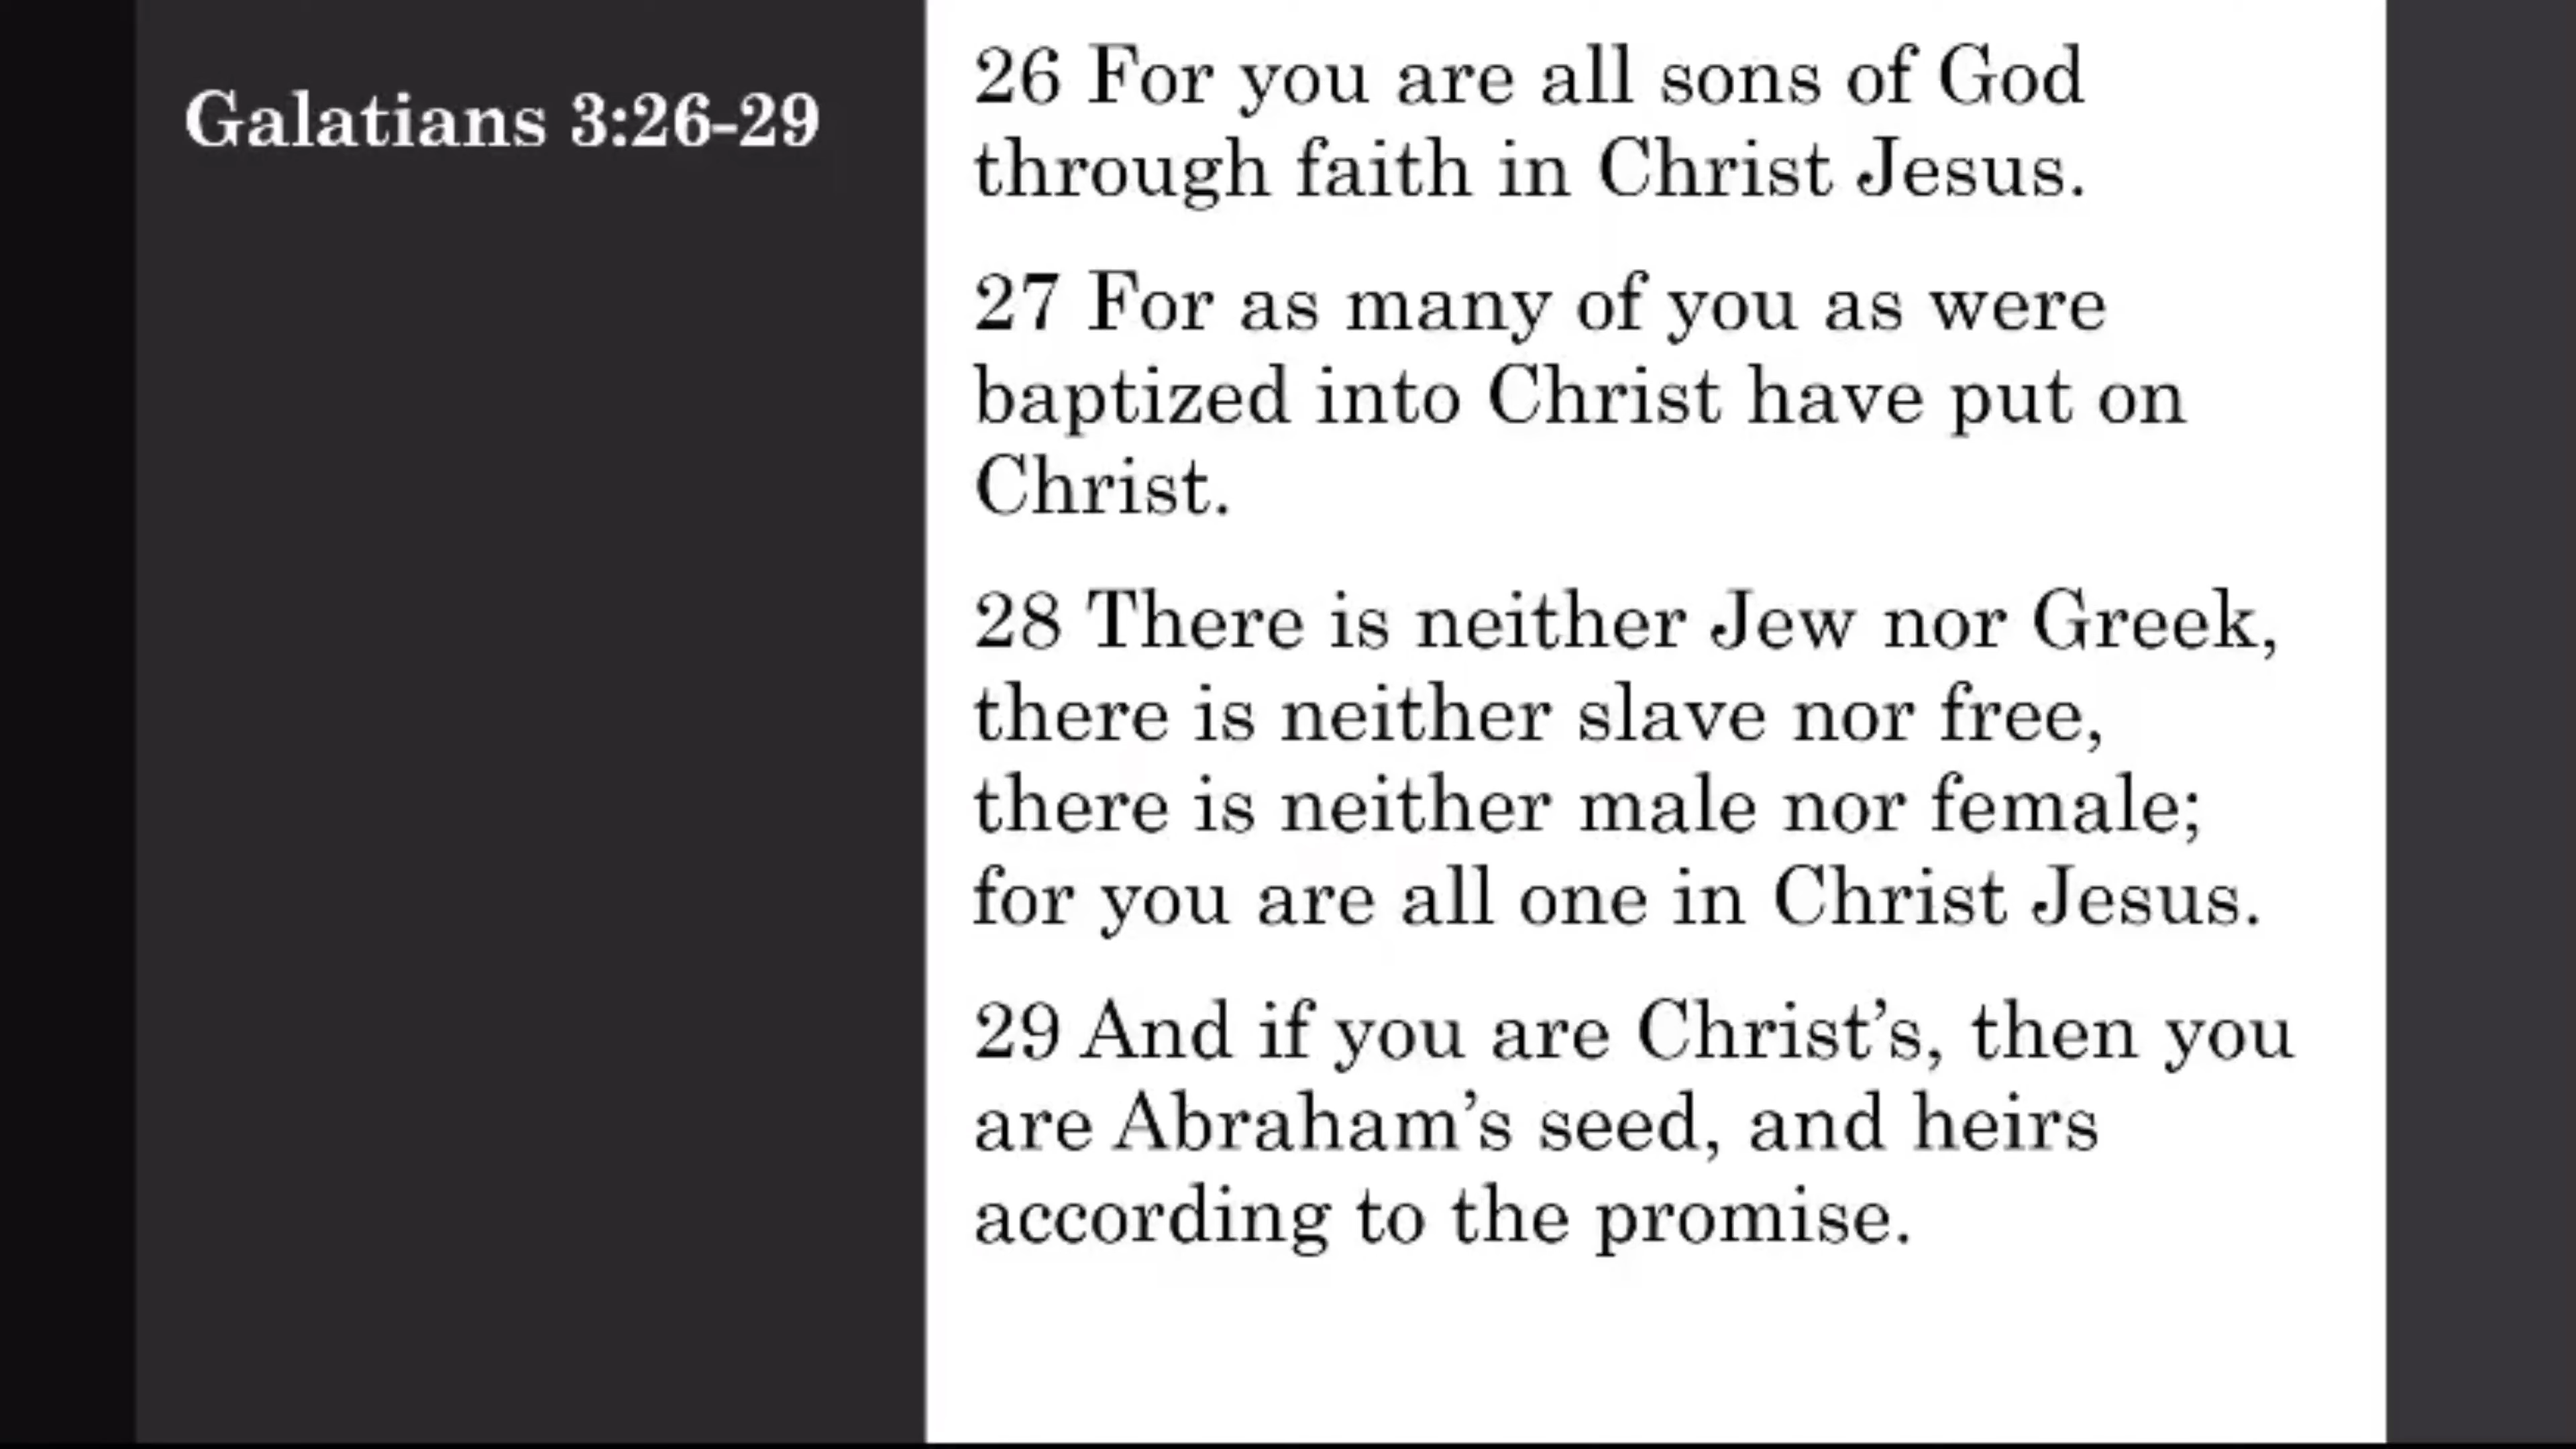 Galatians 3:26-29
26 For you are all sons of God
through faith in Christ Jesus.
27 For as many of you as were
baptized into Christ have put on
Christ.
28 There is neither Jew nor Greek,
there is neither slave nor free,
there is neither male nor female;
for you are all one in Christ Jesus.
29 And if you are Christ’s, then you
are Abraham’s seed, and heirs
according to the promise.